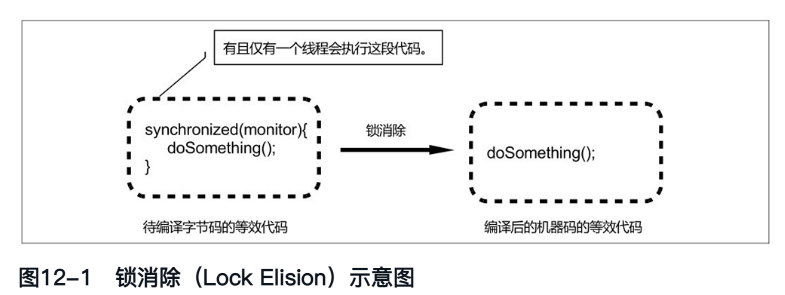 有且仅有一个线程会执行这段代码。
synchronized(monitor){
doSomething();
}
锁消除
doSomething();
待编译字节码的等效代码
编译后的机器码的等效代码
图12-1 锁消除（Lock Elision）示意图